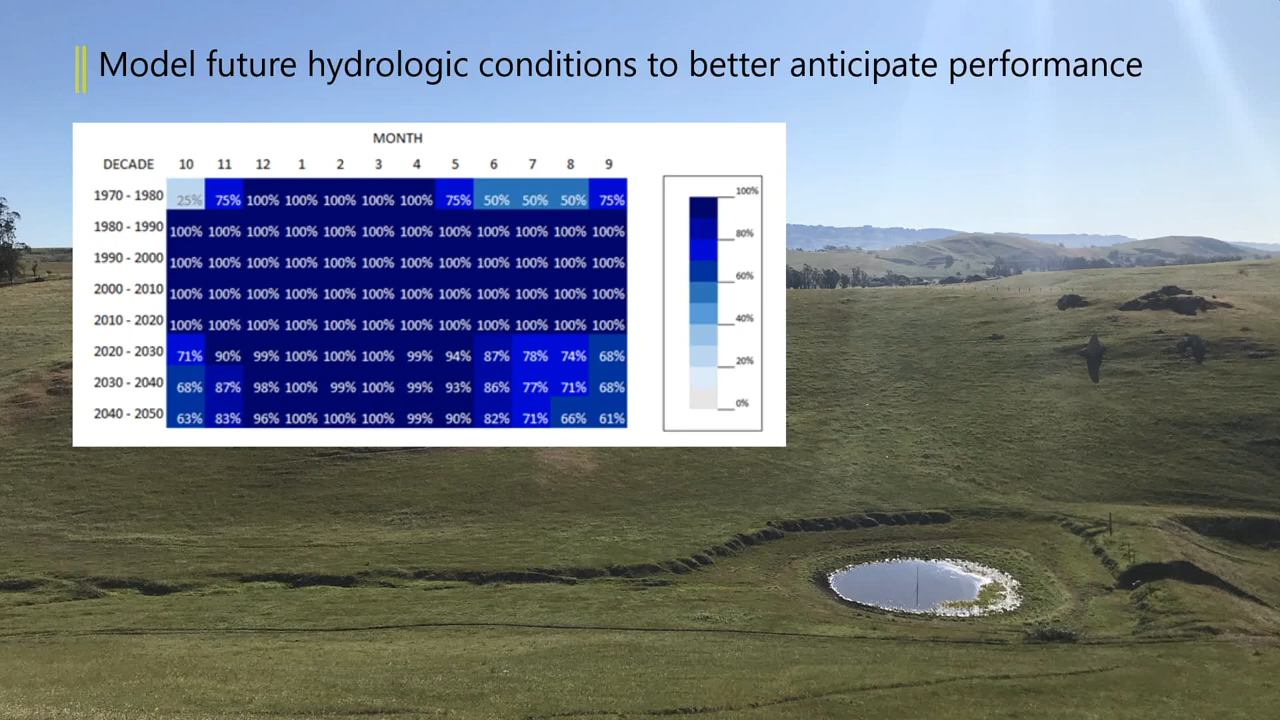 Model future hydrologic conditions to better anticipate performance
MONTH
DECADE 10 11 12 1 2 3 4 5 6 7 8 9
1970 - 1980 25% 75% 100% 100% 100% 100% 100% 75% 50% 50% 50% 75%
1980 - 1990 100% 100% 100% 100% 100% 100% 100% 100% 100% 100% 100% 100%
1990 - 2000 100% 100% 100% 100% 100% 100% 100% 100% 100% 100% 100% 100%
2000 - 2010 100% 100% 100% 100% 100% 100% 100% 100% 100% 100% 100% 100%
2010 - 2020 100% 100% 100% 100% 100% 100% 100% 100% 100% 100% 100% 100%
2020 - 2030 71% 90% 99% 100% 100% 100% 99% 94% 87% 78% 74% 68%
2030 - 2040 68% 87% 98% 100% 99% 100% 99% 93% 86% 77% 71% 68%
2040 - 2050 63% 83% 96% 100% 100% 100% 99% 90% 82% 71% 66% 61%
100%
80%
60%
40%
20%
0%